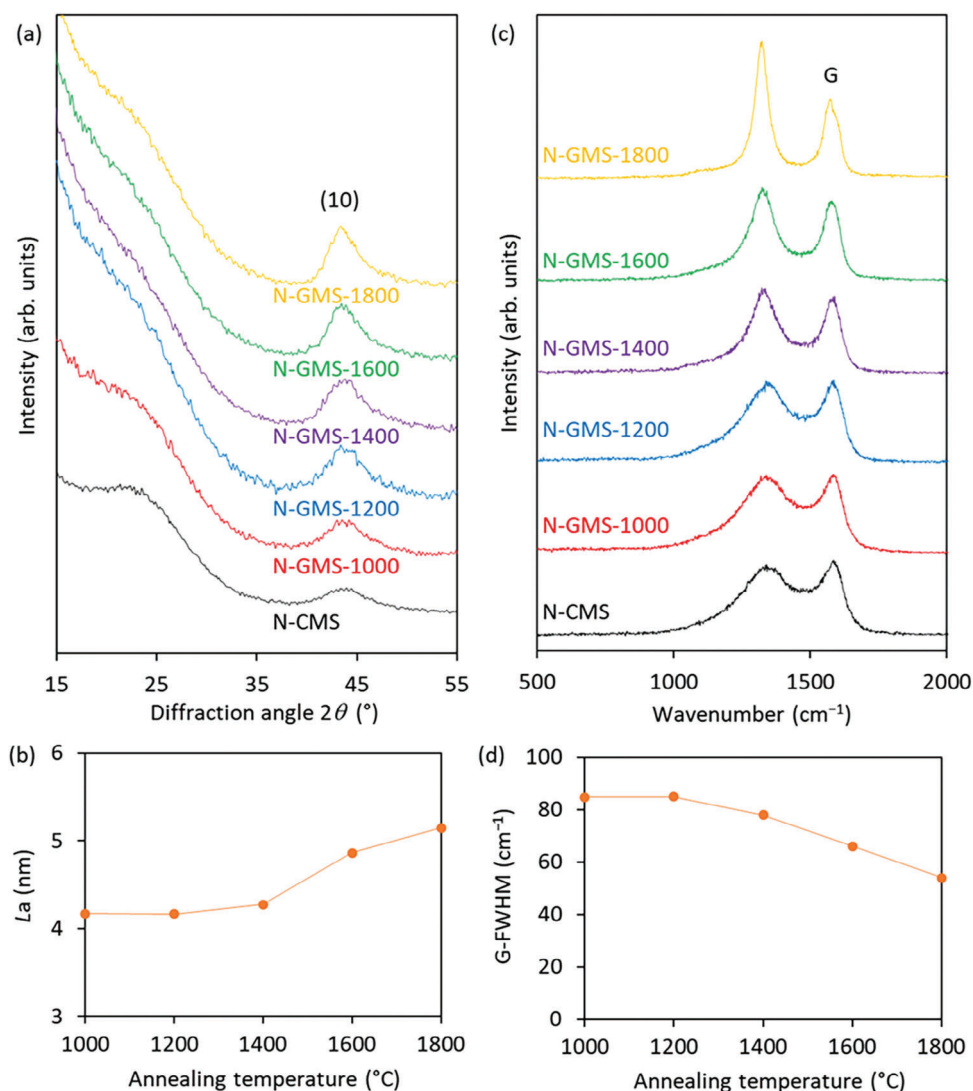 (a)
(10)
N-GMS-1800
N-GMS-1600
N-GMS-1400
N-GMS-1200
N-GMS-1000
N-CMS
Intensity (arb. units)
15 25 35 45 55
Diffraction angle 2θ (°)
(c)
G
N-GMS-1800
N-GMS-1600
N-GMS-1400
N-GMS-1200
N-GMS-1000
N-CMS
Intensity (arb. units)
500 1000 1500 2000
Wavenumber (cm⁻¹)
(b)
6
5
4
3
La (nm)
1000 1200 1400 1600 1800
Annealing temperature (°C)
(d)
100
80
60
40
20
0
G-FWHM (cm⁻¹)
1000 1200 1400 1600 1800
Annealing temperature (°C)